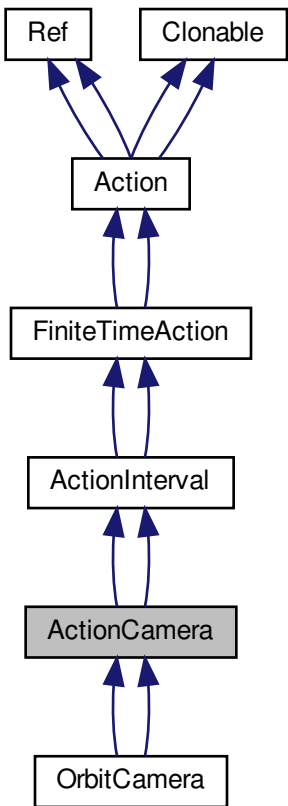 Ref
Clonable
Action
FiniteTimeAction
ActionInterval
ActionCamera
OrbitCamera